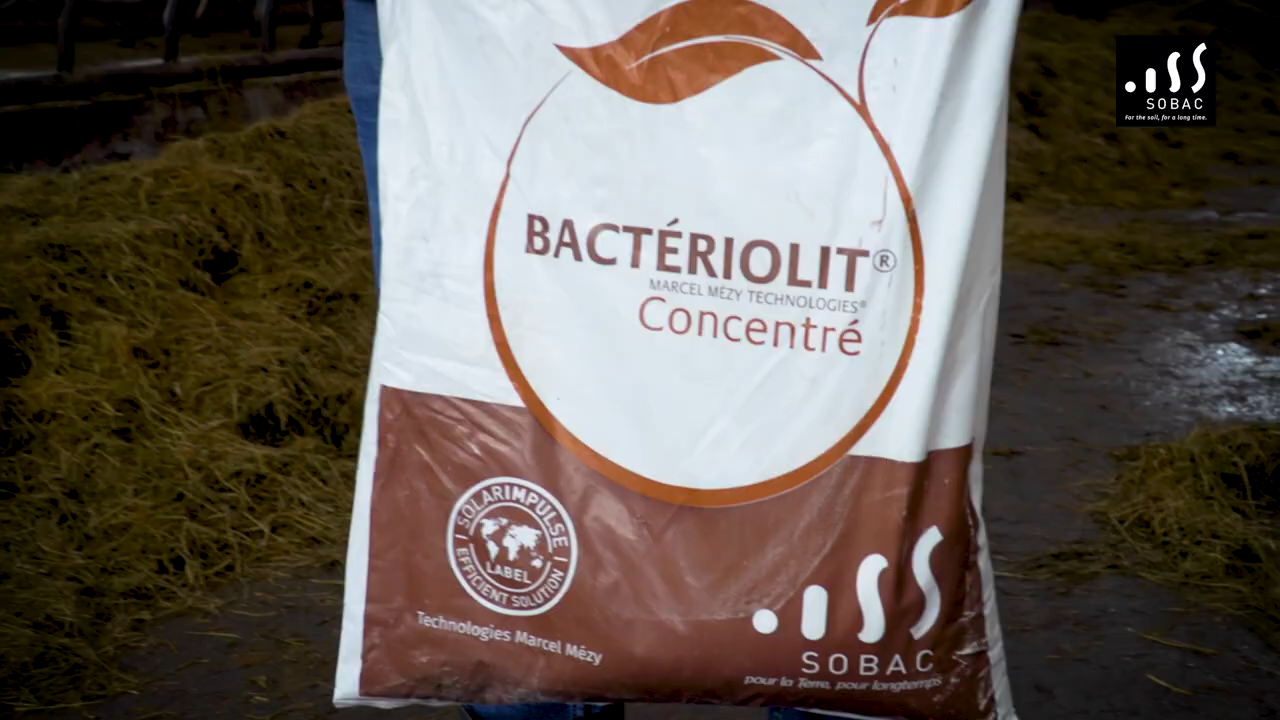 SOBAC
For the soil, for a long time.
BACTÉRIOLIT®
MARCEL MÉZY TECHNOLOGIES®
Concentré
SOLARIMPULSE
LABEL
EFFICIENT SOLUTION
Technologies Marcel Mézy
SOBAC
pour la Terre, pour longtemps